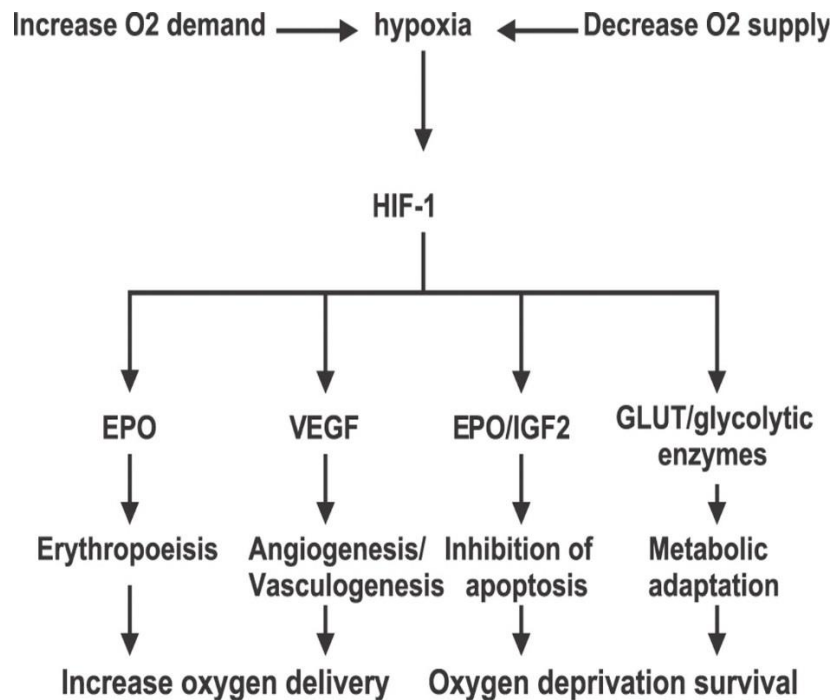 Increase O2 demand hypoxia Decrease O2 supply
HIF-1
EPO VEGF EPO/IGF2 GLUT/glycolytic
enzymes
Erythropoeisis Angiogenesis/ Inhibition of Metabolic
Vasculogenesis apoptosis adaptation
Increase oxygen delivery Oxygen deprivation survival